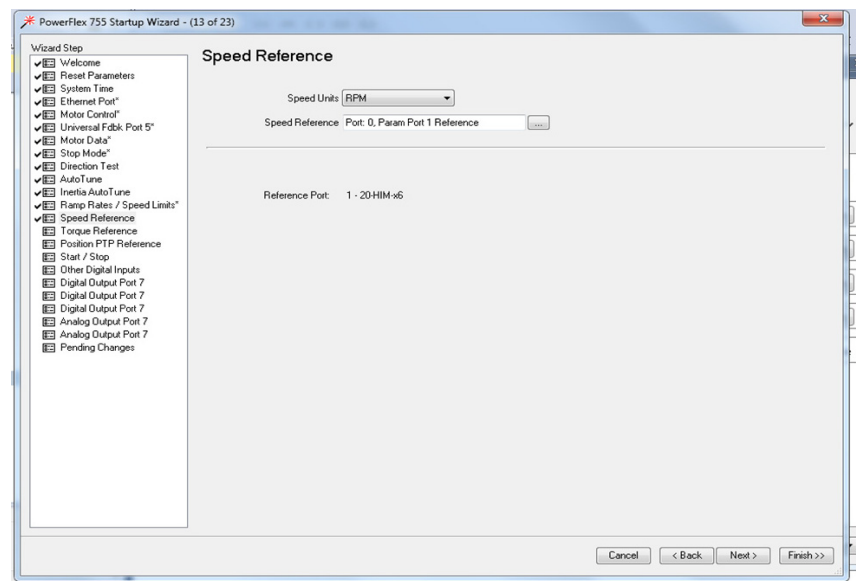 PowerFlex 755 Startup Wizard - (13 of 23)
Wizard Step
Welcome
Reset Parameters
System Time
Ethernet Port*
Motor Control*
Universal Fdbk Port 5*
Motor Data*
Stop Mode*
Direction Test
AutoTune
Inertia AutoTune
Ramp Rates / Speed Limits*
Speed Reference
Torque Reference
Position PTP Reference
Start / Stop
Other Digital Inputs
Digital Output Port 7
Digital Output Port 7
Digital Output Port 7
Analog Output Port 7
Analog Output Port 7
Pending Changes
Speed Reference
Speed Units RPM
Speed Reference Port: 0, Param Port 1 Reference ...
Reference Port: 1 - 20-HIM-x6
Cancel < Back Next > Finish >>